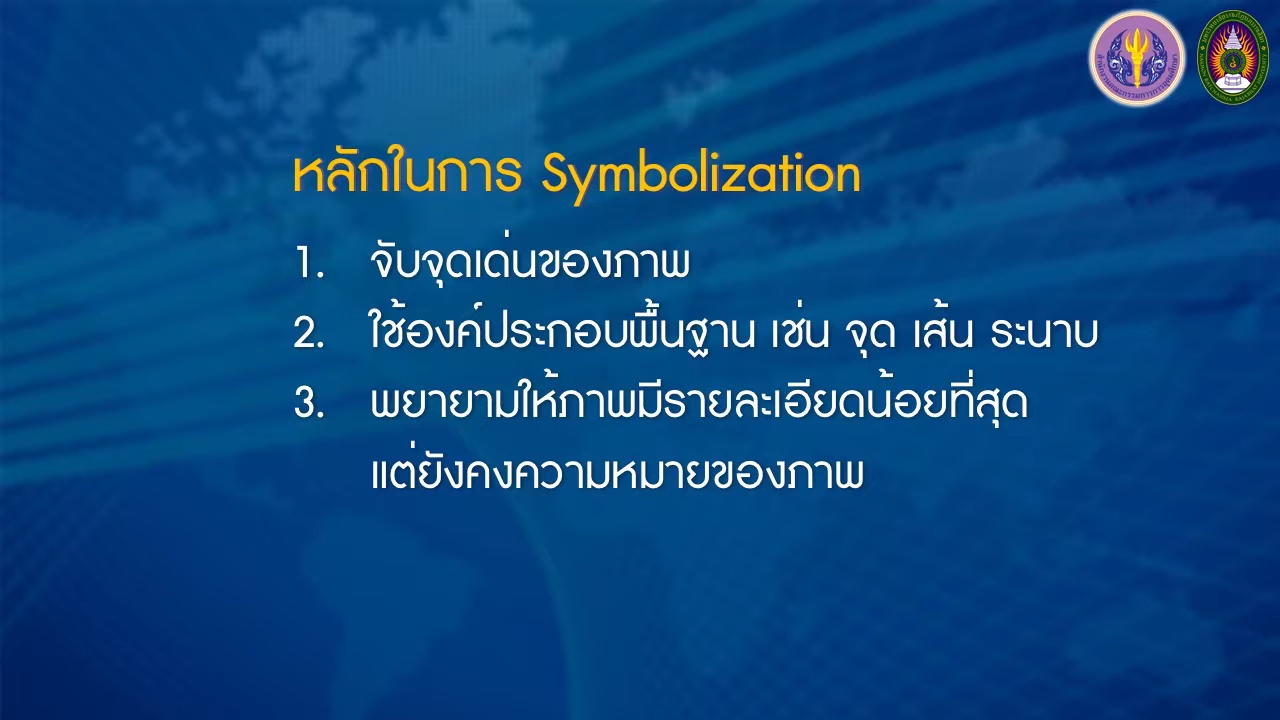 หลักในการ Symbolization
1. จับจุดเด่นของภาพ
2. ใช้องค์ประกอบพื้นฐาน เช่น จุด เส้น ระนาบ
3. พยายามให้ภาพมีรายละเอียดน้อยที่สุด
แต่ยังคงความหมายของภาพ